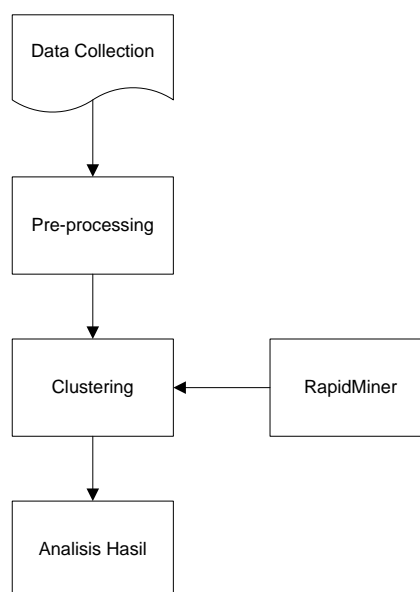 Data Collection
Pre-processing
Clustering
RapidMiner
Analisis Hasil